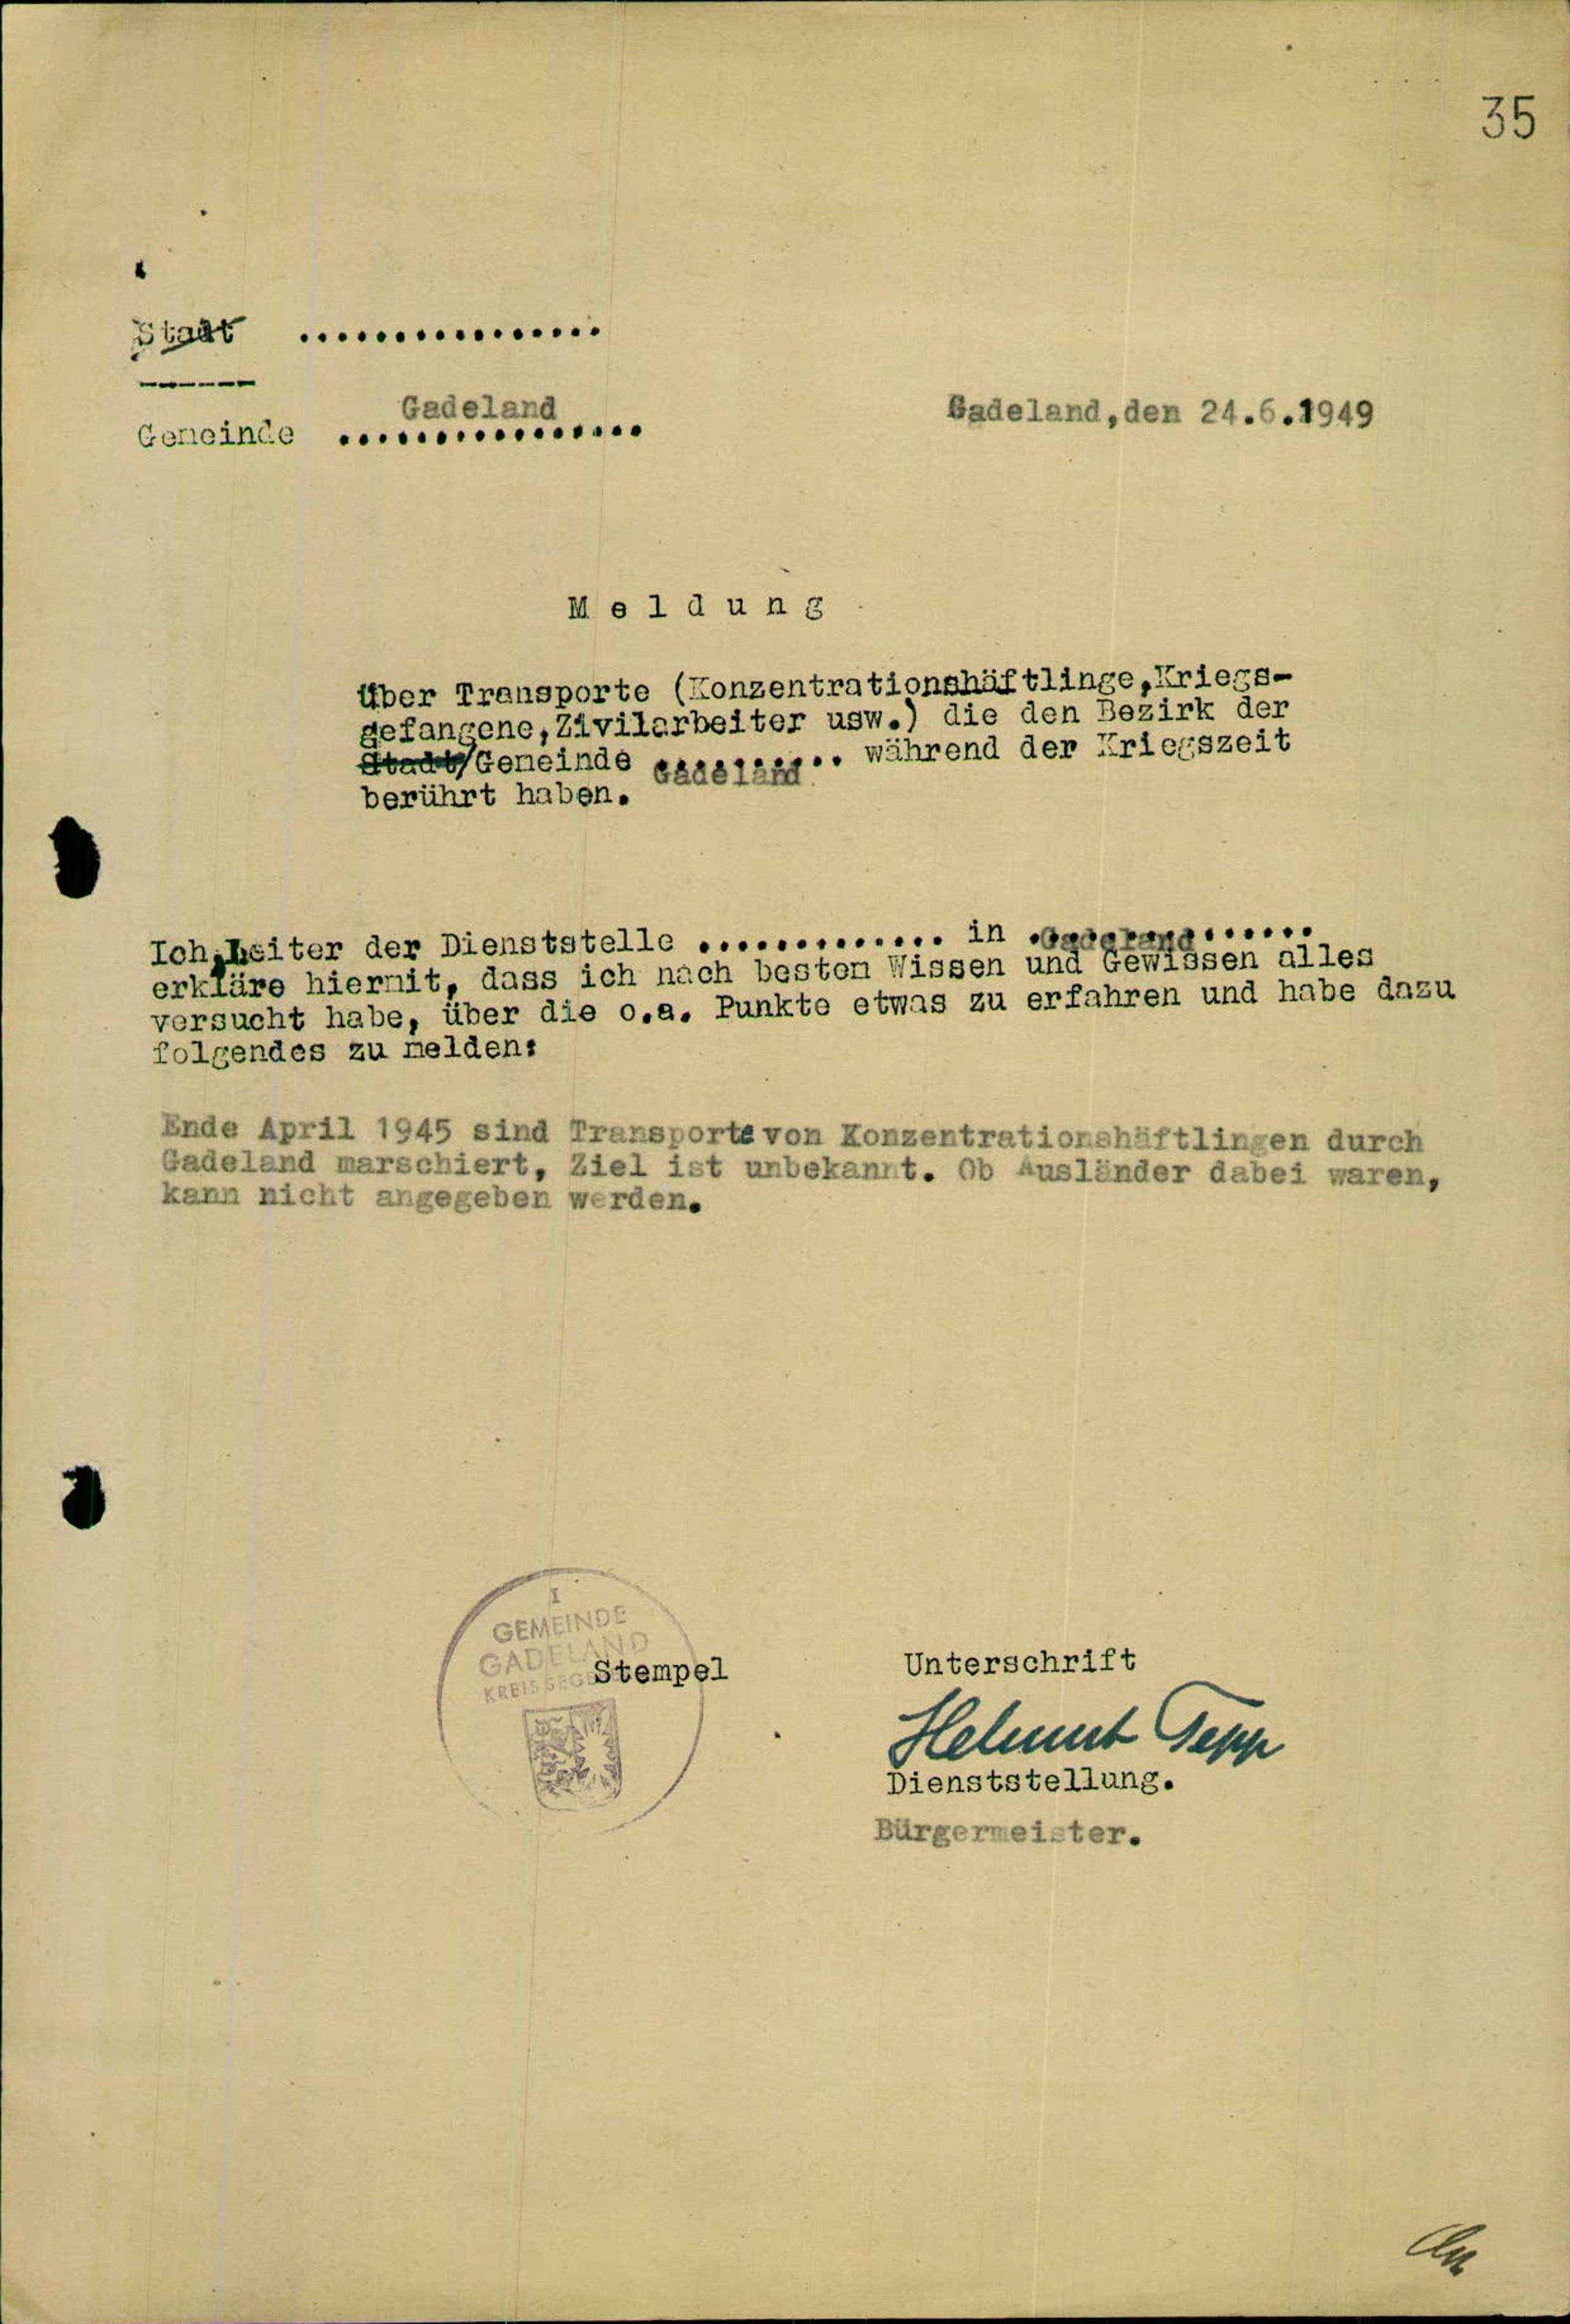 35
Stadt ................
------
Gadeland
Gemeinde ................
Gadeland,den 24.6.1949
M e l d u n g
über Transporte (Konzentrationshäftlinge,Kriegs-
gefangene,Zivilarbeiter usw.) die den Bezirk der
Stadt/Gemeinde Gadeland.. während der Kriegszeit
berührt haben.
Ich,Leiter der Dienststelle ............. in .Gadeland......
erkläre hiermit, dass ich nach besten Wissen und Gewissen alles
versucht habe, über die o.a. Punkte etwas zu erfahren und habe dazu
folgendes zu melden:
Ende April 1945 sind Transporte von Konzentrationshäftlingen durch
Gadeland marschiert, Ziel ist unbekannt. Ob Ausländer dabei waren,
kann nicht angegeben werden.
I
GEMEINDE
GADELAND
KREIS SEGE
Stempel
Unterschrift
Helmut Tepp
Dienststellung.
Bürgermeister.